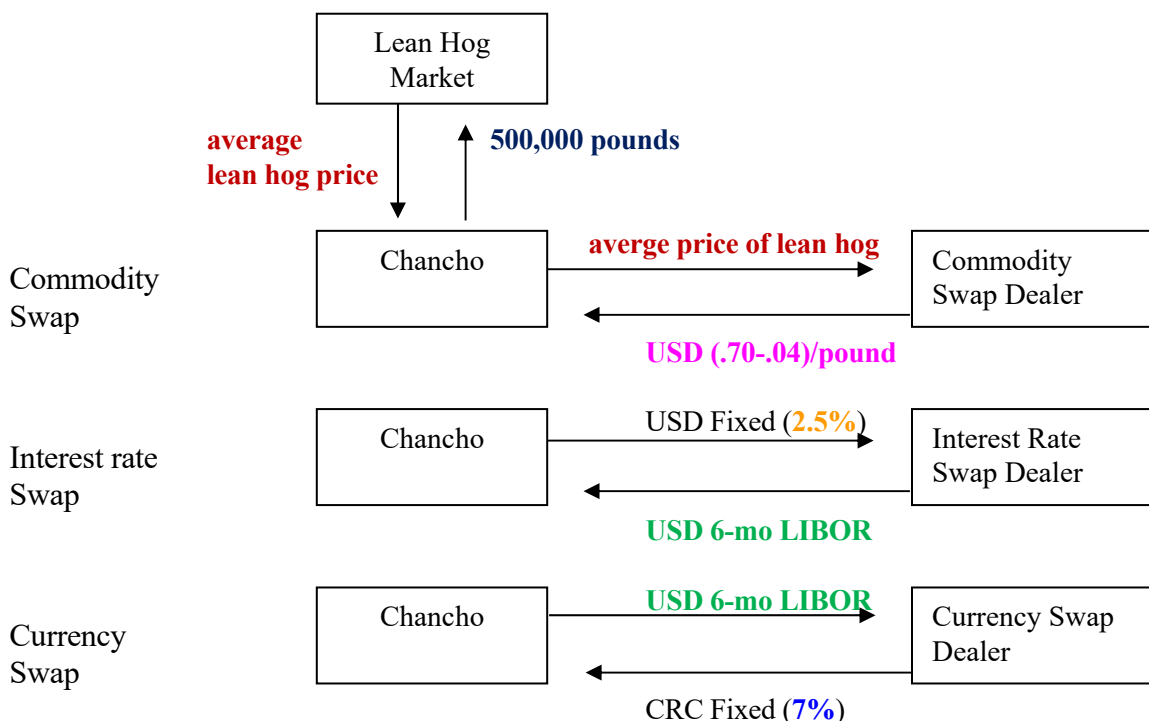 Lean Hog
Market
average
lean hog price
500,000 pounds
Commodity
Swap
Chancho
averge price of lean hog
Commodity
Swap Dealer
USD (.70-.04)/pound
Interest rate
Swap
Chancho
USD Fixed (2.5%)
Interest Rate
Swap Dealer
USD 6-mo LIBOR
Currency
Swap
Chancho
USD 6-mo LIBOR
Currency Swap
Dealer
CRC Fixed (7%)